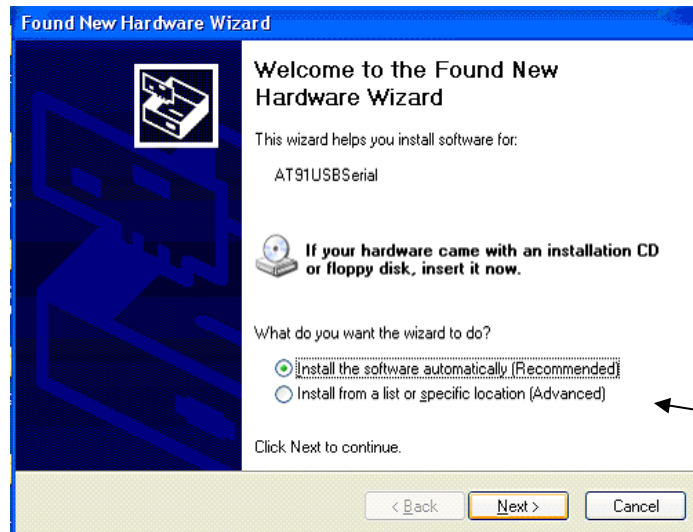 Found New Hardware Wizard
Welcome to the Found New
Hardware Wizard
This wizard helps you install software for:
AT91USBSerial
If your hardware came with an installation CD
or floppy disk, insert it now.
What do you want the wizard to do?
Install the software automatically (Recommended)
Install from a list or specific location (Advanced)
Click Next to continue.
< Back Next > Cancel